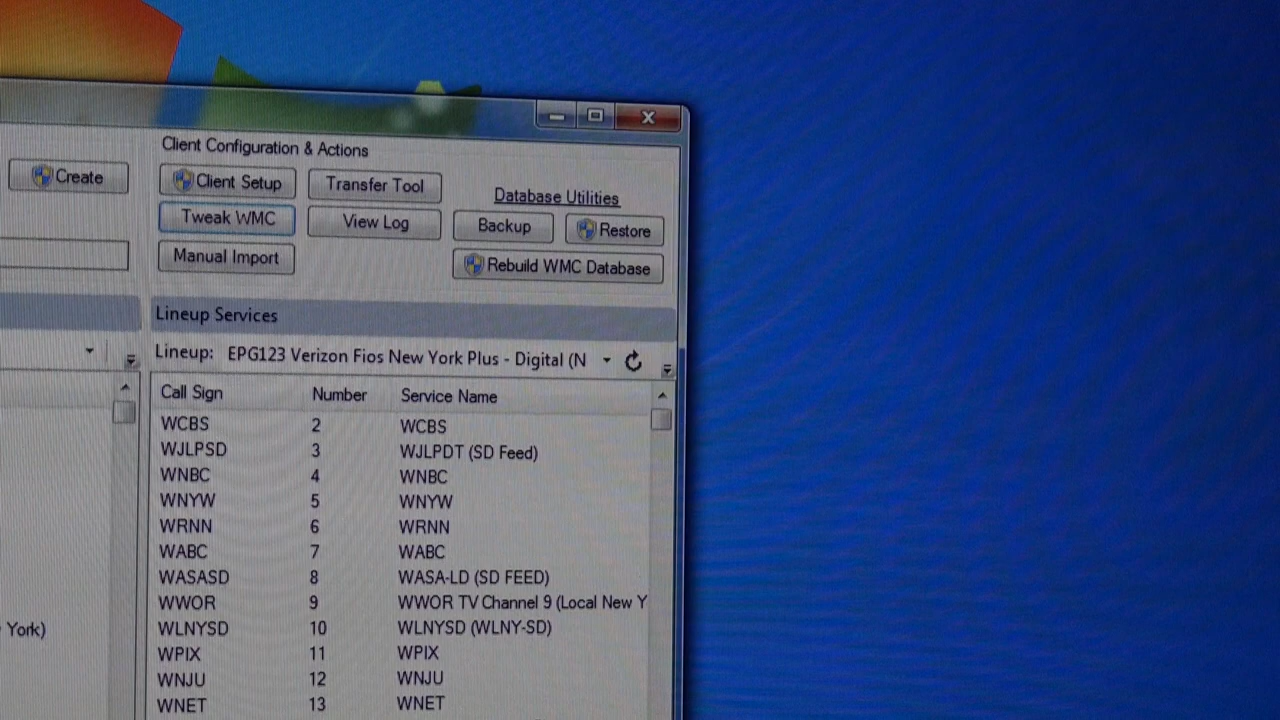 Client Configuration & Actions
Create
Client Setup
Transfer Tool
Database Utilities
Tweak WMC
View Log
Backup
Restore
Manual Import
Rebuild WMC Database
Lineup Services
Lineup: EPG123 Verizon Fios New York Plus - Digital (N
Call Sign Number Service Name
WCBS 2 WCBS
WJLPSD 3 WJLPDT (SD Feed)
WNBC 4 WNBC
WNYW 5 WNYW
WRNN 6 WRNN
WABC 7 WABC
WASASD 8 WASA-LD (SD FEED)
WWOR 9 WWOR TV Channel 9 (Local New Y
York) WLNYSD 10 WLNYSD (WLNY-SD)
WPIX 11 WPIX
WNJU 12 WNJU
WNET 13 WNET